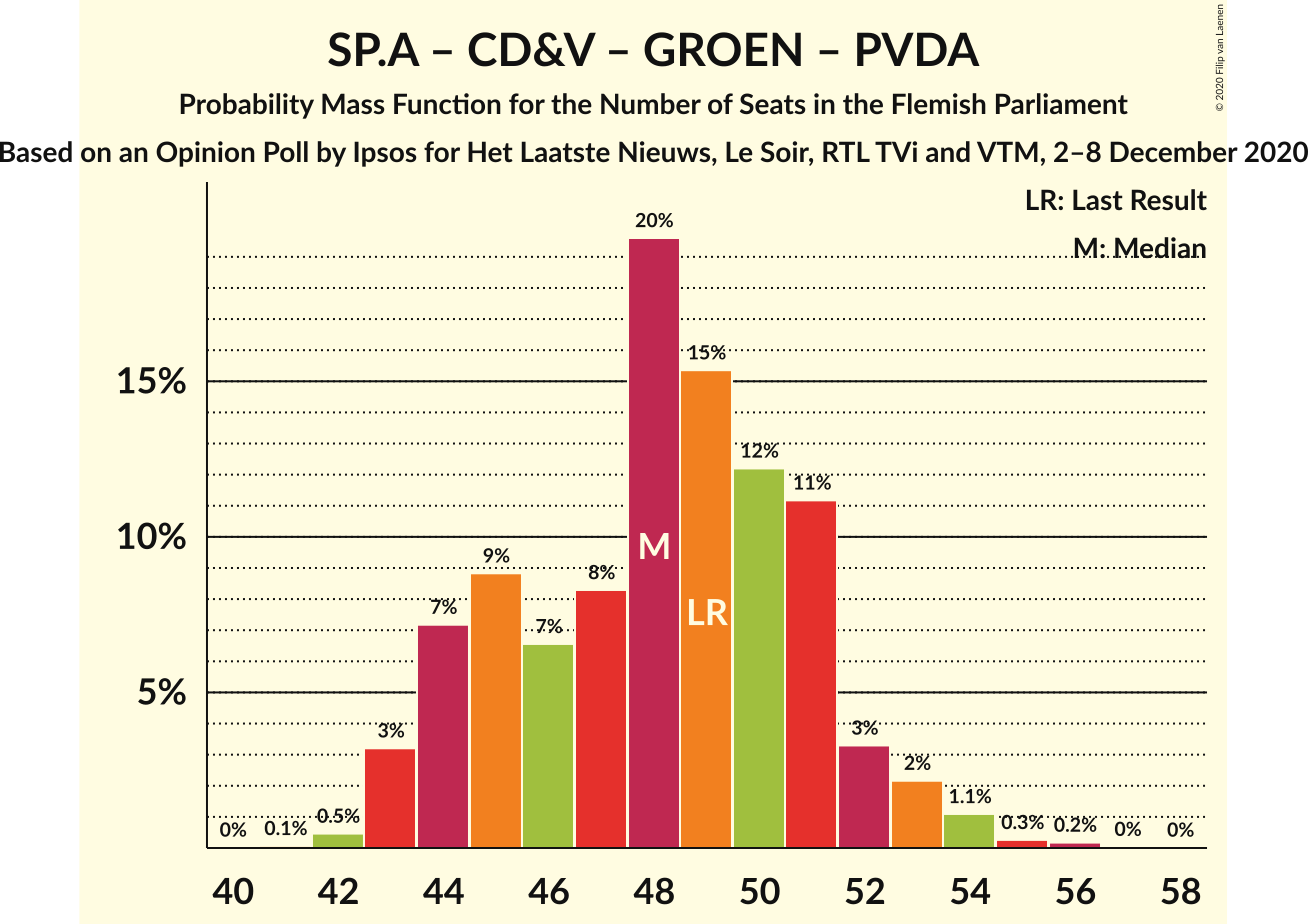 SP.A – CD&V – GROEN – PVDA
Probability Mass Function for the Number of Seats in the Flemish Parliament
Based on an Opinion Poll by Ipsos for Het Laatste Nieuws, Le Soir, RTL TVi and VTM, 2–8 December 2020
© 2020 Filip van Laenen
LR: Last Result
M: Median
15%
10%
5%
0%
0.1%
0.5%
3%
7%
9%
7%
8%
20%
15%
12%
11%
3%
2%
1.1%
0.3%
0.2%
0%
0%
M
LR
40 42 44 46 48 50 52 54 56 58